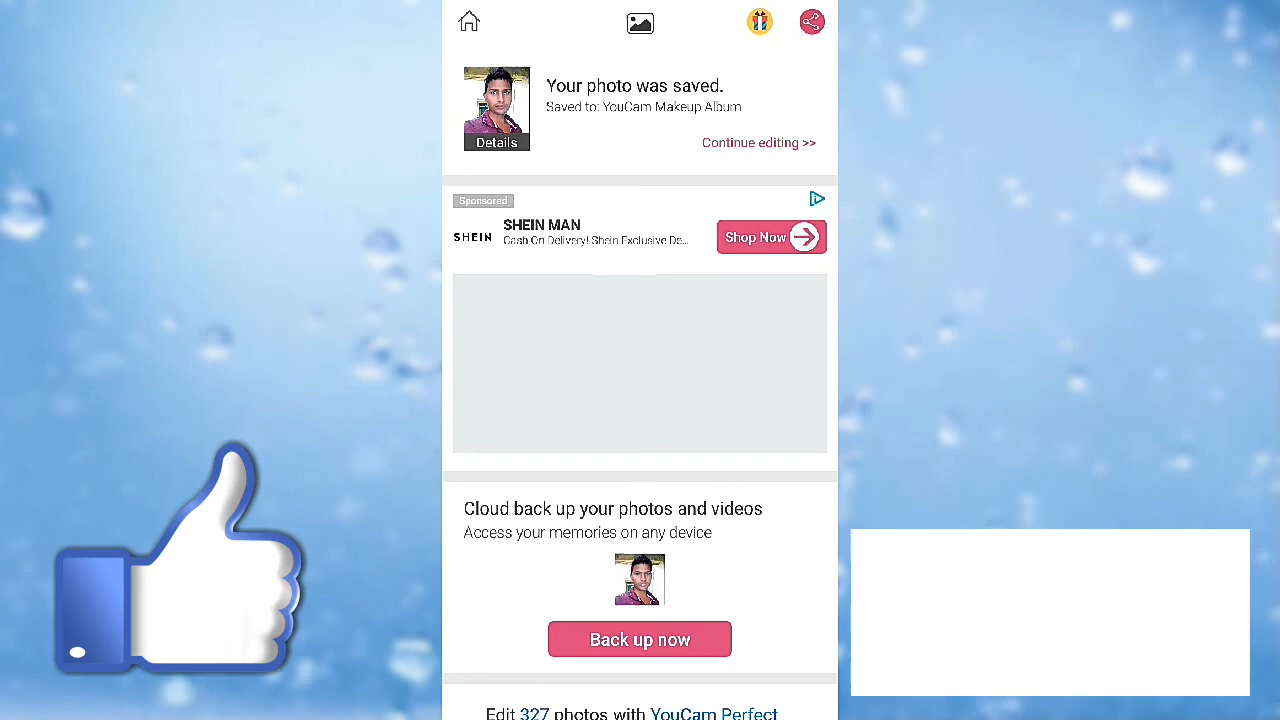 Your photo was saved.
Saved to: YouCam Makeup Album
Details
Continue editing >>
Sponsored
SHEIN
SHEIN MAN
Cash On Delivery! Shein Exclusive De...
Shop Now
Cloud back up your photos and videos
Access your memories on any device
Back up now
Edit 327 photos with YouCam Perfect